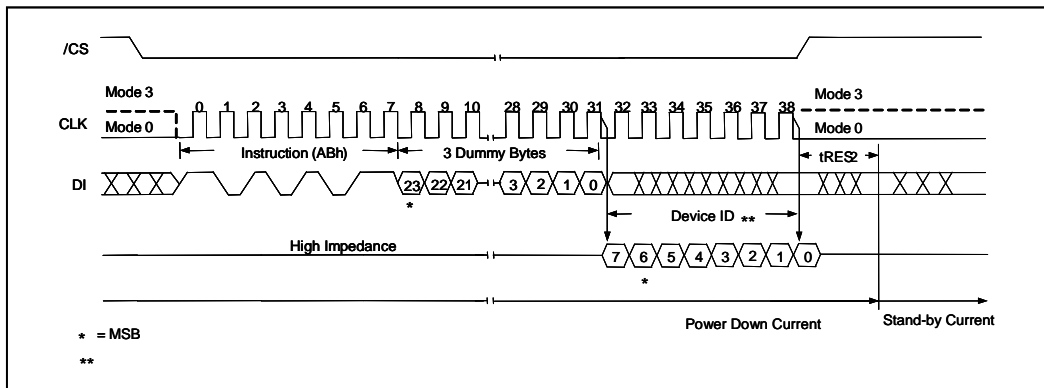 /CS
Mode 3
0 1 2 3 4 5 6 7 8 9 10 28 29 30 31 32 33 34 35 36 37 38
Mode 3
CLK
Mode 0
Mode 0
Instruction (ABh)
3 Dummy Bytes
tRES2
DI
23 22 21 3 2 1 0
*
Device ID **
High Impedance
7 6 5 4 3 2 1 0
*
Power Down Current
Stand-by Current
* = MSB
**